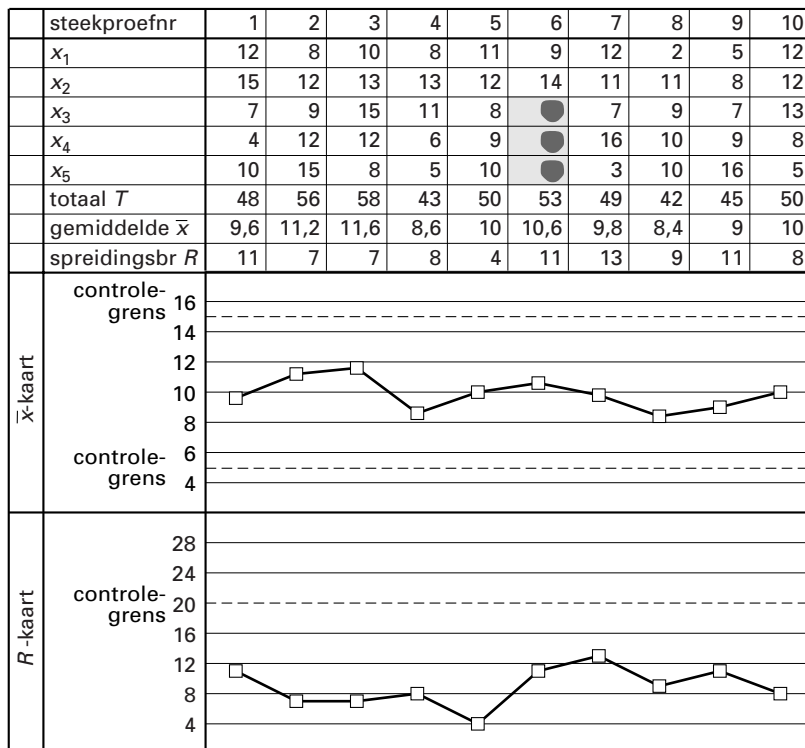 steekproefnr 1 2 3 4 5 6 7 8 9 10
x₁ 12 8 10 8 11 9 12 2 5 12
x₂ 15 12 13 13 12 14 11 11 8 12
x₃ 7 9 15 11 8 7 9 7 13
x₄ 4 12 12 6 9 16 10 9 8
x₅ 10 15 8 5 10 3 10 16 5
totaal T 48 56 58 43 50 53 49 42 45 50
gemiddelde x̅ 9,6 11,2 11,6 8,6 10 10,6 9,8 8,4 9 10
spreidingsbr R 11 7 7 8 4 11 13 9 11 8
x̅-kaart
controle-
grens
16
14
12
10
8
6
controle-
grens
4
R-kaart
28
24
controle-
grens
20
16
12
8
4